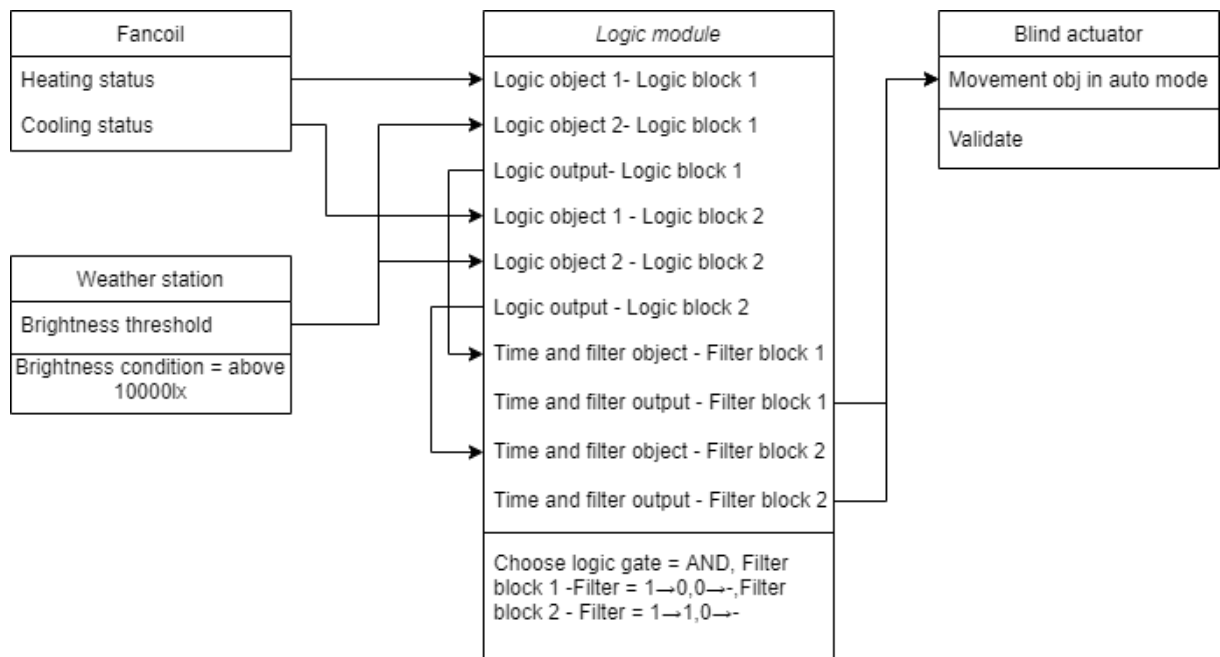 Fancoil
Heating status
Cooling status
Weather station
Brightness threshold
Brightness condition = above
10000lx
Logic module
Logic object 1- Logic block 1
Logic object 2- Logic block 1
Logic output- Logic block 1
Logic object 1 - Logic block 2
Logic object 2 - Logic block 2
Logic output - Logic block 2
Time and filter object - Filter block 1
Time and filter output - Filter block 1
Time and filter object - Filter block 2
Time and filter output - Filter block 2
Choose logic gate = AND, Filter
block 1 -Filter = 1→0,0→-,Filter
block 2 - Filter = 1→1,0→-
Blind actuator
Movement obj in auto mode
Validate